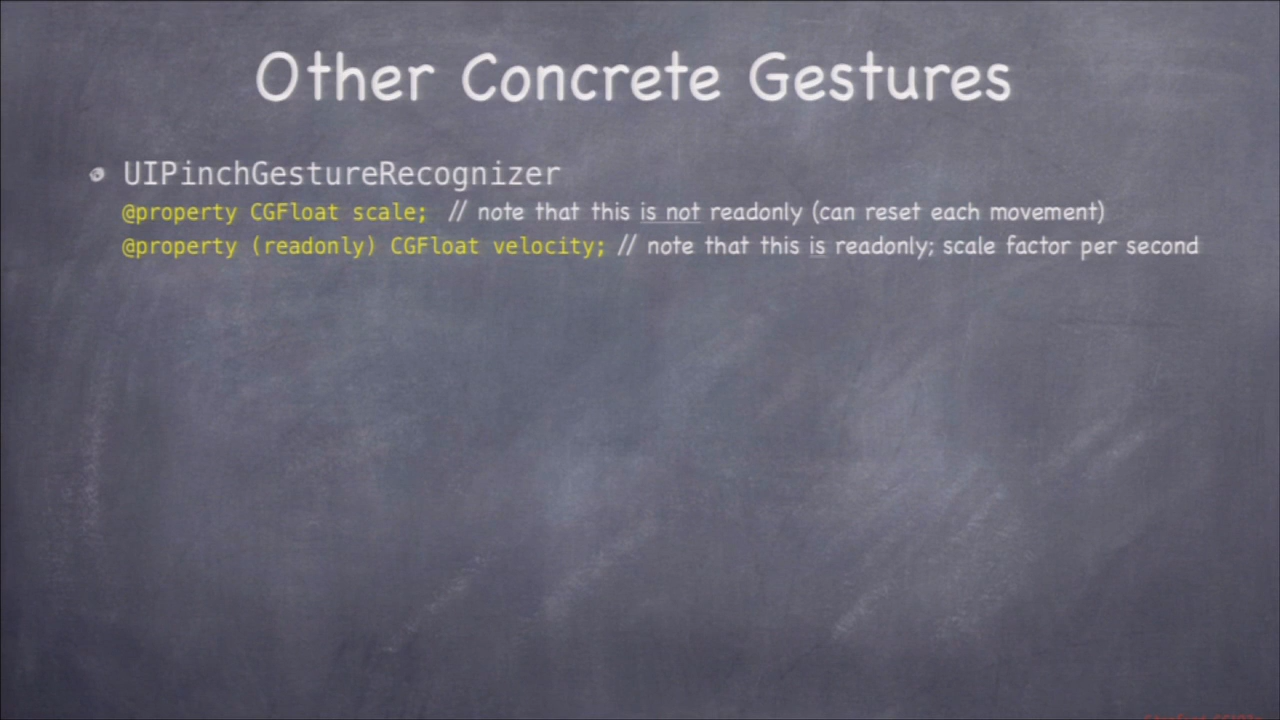 Other Concrete Gestures
UIPinchGestureRecognizer
@property CGFloat scale; // note that this is not readonly (can reset each movement)
@property (readonly) CGFloat velocity; // note that this is readonly; scale factor per second